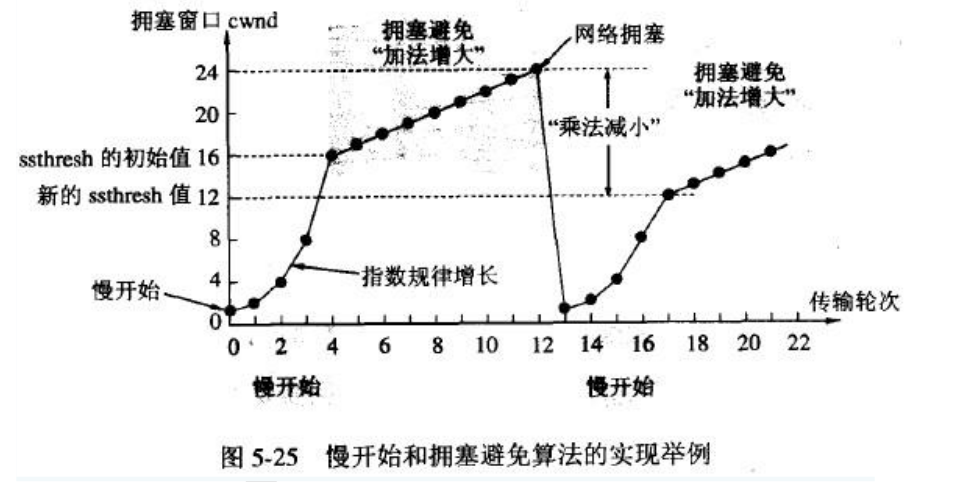 拥塞窗口 cwnd
拥塞避免
“加法增大”
网络拥塞
拥塞避免
“加法增大”
24
20
“乘法减小”
ssthresh 的初始值 16
新的 ssthresh 值 12
8
4
指数规律增长
慢开始
0
传输轮次
0 2 4 6 8 10 12 14 16 18 20 22
慢开始
慢开始
图 5-25 慢开始和拥塞避免算法的实现举例